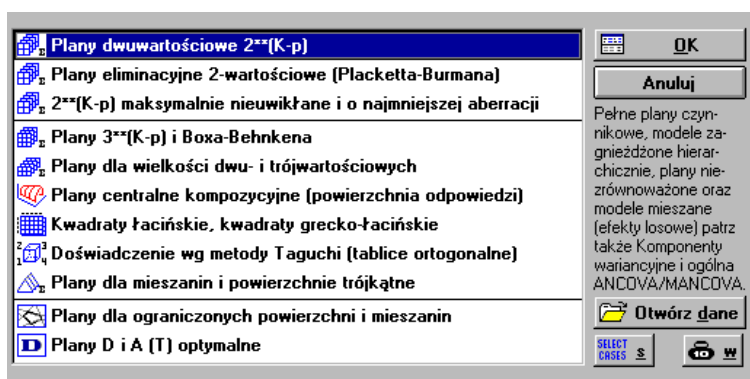 Plany dwuwartościowe 2**(K-p)
Plany eliminacyjne 2-wartościowe (Placketta-Burmana)
2**(K-p) maksymalnie nieuwikłane i o najmniejszej aberracji
Plany 3**(K-p) i Boxa-Behnkena
Plany dla wielkości dwu- i trójwartościowych
Plany centralne kompozycyjne (powierzchnia odpowiedzi)
Kwadraty łacińskie, kwadraty grecko-łacińskie
Doświadczenie wg metody Taguchi (tablice ortogonalne)
Plany dla mieszanin i powierzchnie trójkątne
Plany dla ograniczonych powierzchni i mieszanin
D Plany D i A (T) optymalne
OK
Anuluj
Pełne plany czyn-
nikowe, modele za-
gnieżdżone hierar-
chicznie, plany nie-
zrównoważone oraz
modele mieszane
(efekty losowe) patrz
także Komponenty
wariancyjne i ogólna
ANCOVA/MANCOVA.
Otwórz dane
SELECT
CASES S
w